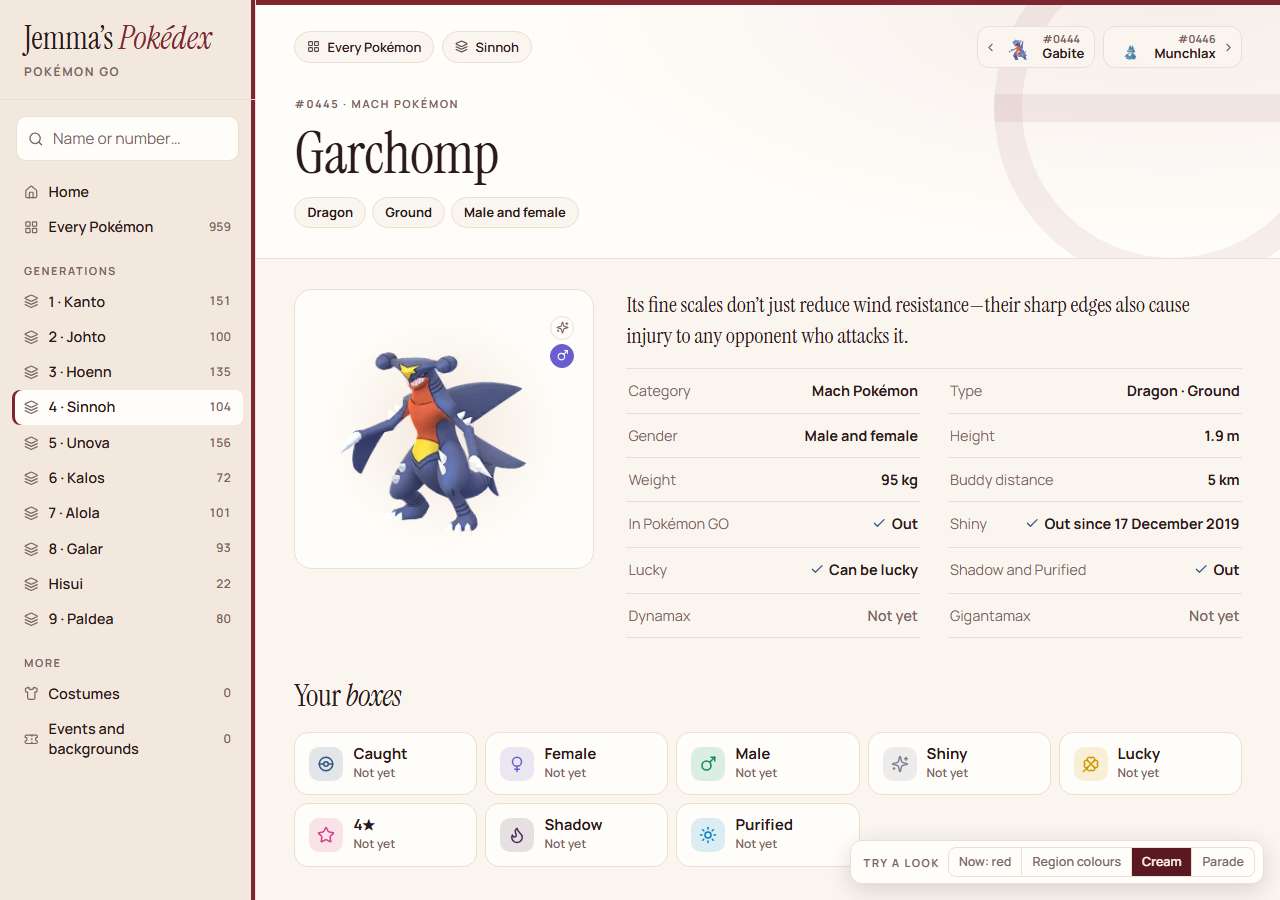 Jemma's Pokédex
POKÉMON GO
Name or number...
Home
Every Pokémon 959
GENERATIONS
1 · Kanto 151
2 · Johto 100
3 · Hoenn 135
4 · Sinnoh 104
5 · Unova 156
6 · Kalos 72
7 · Alola 101
8 · Galar 93
Hisui 22
9 · Paldea 80
MORE
Costumes 0
Events and
backgrounds 0
Every Pokémon Sinnoh
#0444
Gabite
#0446
Munchlax
#0445 · MACH POKÉMON
Garchomp
Dragon Ground Male and female
Its fine scales don't just reduce wind resistance—their sharp edges also cause
injury to any opponent who attacks it.
Category Mach Pokémon Type Dragon · Ground
Gender Male and female Height 1.9 m
Weight 95 kg Buddy distance 5 km
In Pokémon GO ✓ Out Shiny ✓ Out since 17 December 2019
Lucky ✓ Can be lucky Shadow and Purified ✓ Out
Dynamax Not yet Gigantamax Not yet
Your boxes
Caught
Not yet
Female
Not yet
Male
Not yet
Shiny
Not yet
Lucky
Not yet
4★
Not yet
Shadow
Not yet
Purified
Not yet
TRY A LOOK Now: red Region colours Cream Parade